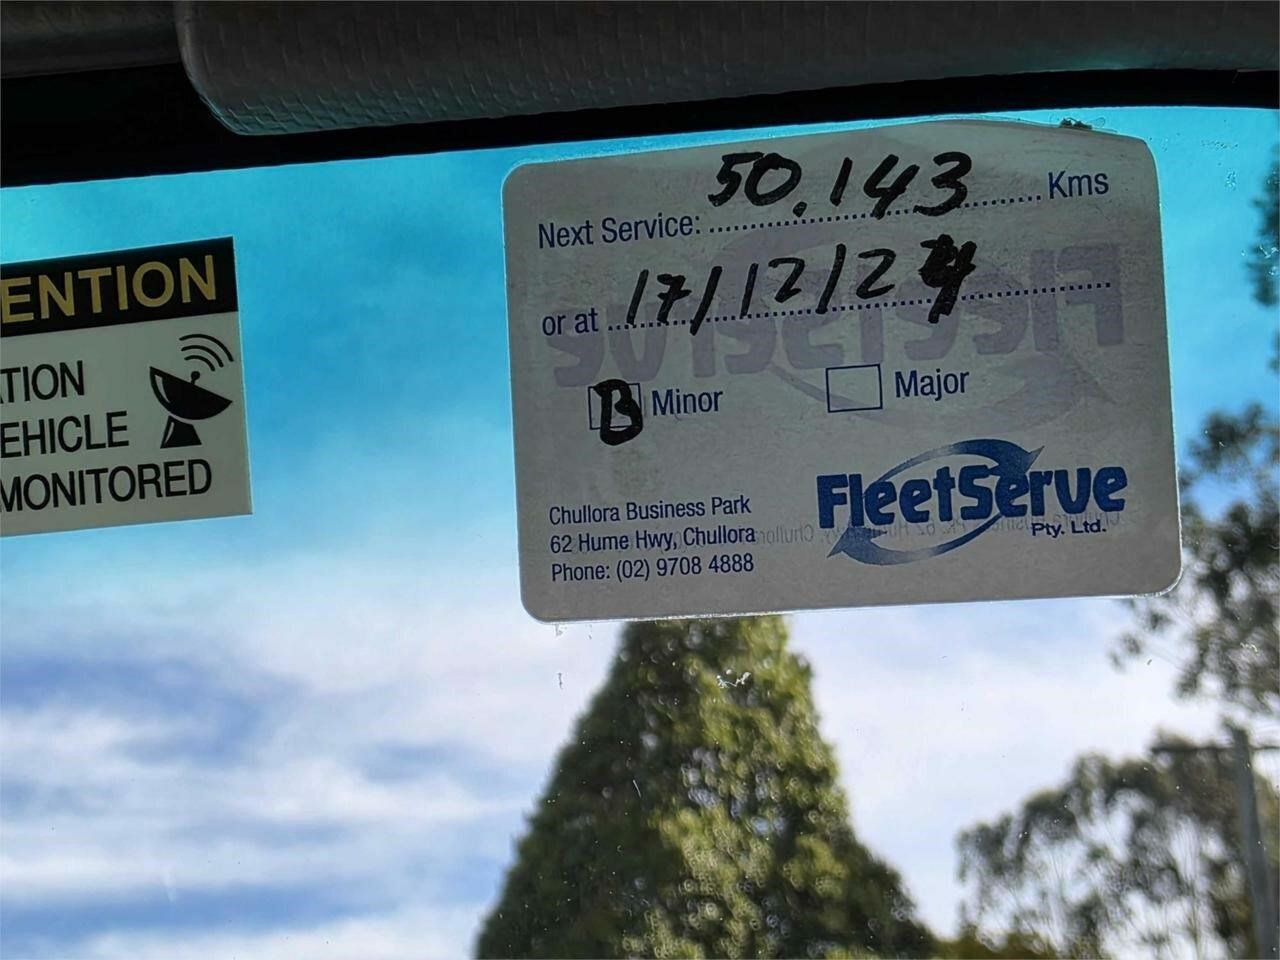 ENTION
TION
EHICLE
MONITORED
Next Service: 50,143 Kms
or at 17/12/24
B Minor Major
Chullora Business Park
62 Hume Hwy, Chullora
Phone: (02) 9708 4888
FleetServe
Pty. Ltd.